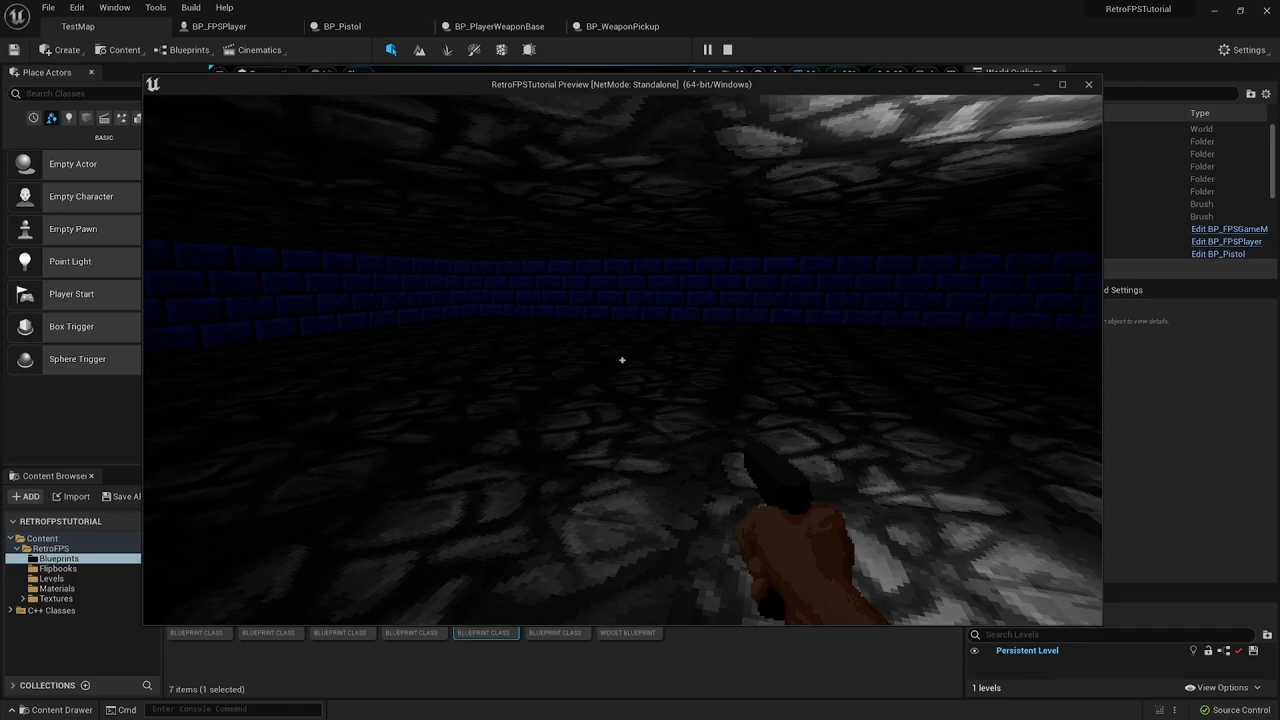 File Edit Window Tools Build Help
RetroFPSTutorial
TestMap
BP_FPSPlayer
BP_Pistol
BP_PlayerWeaponBase
BP_WeaponPickup
Create
Content
Blueprints
Cinematics
Settings
Place Actors
RetroFPSTutorial Preview [NetMode: Standalone] (64-bit/Windows)
Search Classes
Type
BASIC
World
Folder
Folder
Folder
Folder
Folder
Brush
Brush
Edit BP_FPSGameM
Edit BP_FPSPlayer
Edit BP_Pistol
Empty Actor
Empty Character
Empty Pawn
Point Light
Player Start
Box Trigger
Sphere Trigger
d Settings
object to view details.
Content Browser
ADD Import Save Al
RETROFPSTUTORIAL
Content
RetroFPS
Blueprints
Flipbooks
Levels
Materials
Textures
C++ Classes
BLUEPRINT CLASS BLUEPRINT CLASS BLUEPRINT CLASS BLUEPRINT CLASS BLUEPRINT CLASS BLUEPRINT CLASS WIDGET BLUEPRINT
Search Levels
Persistent Level
COLLECTIONS
7 items (1 selected)
1 levels
View Options
Content Drawer
Cmd
Enter Console Command
Source Control